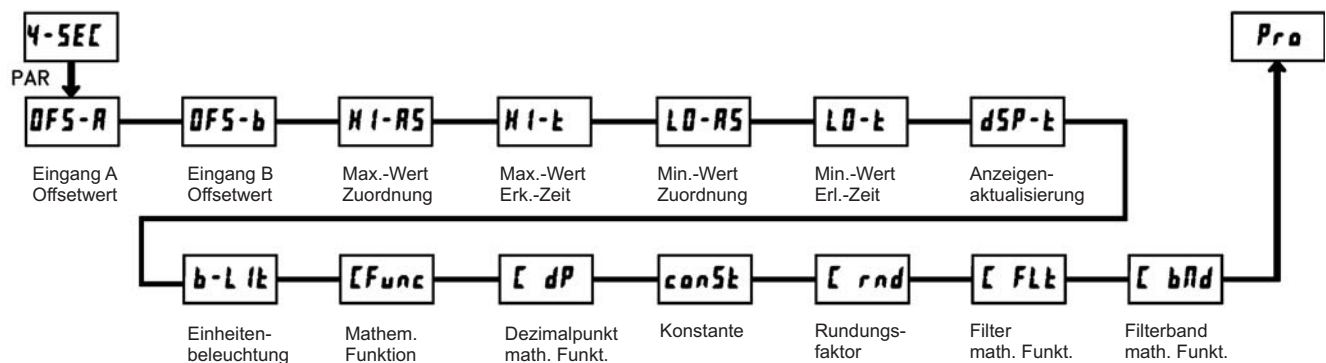 4-SEC
Pro
PAR
OFS-A
OFS-b
HI-AS
HI-t
LO-AS
LO-t
dSP-t
Eingang A
Offsetwert
Eingang B
Offsetwert
Max.-Wert
Zuordnung
Max.-Wert
Erk.-Zeit
Min.-Wert
Zuordnung
Min.-Wert
Erl.-Zeit
Anzeigen-
aktualisierung
b-LIt
CFunc
C dP
conSt
C rnd
C FLt
C bNd
Einheiten-
beleuchtung
Mathem.
Funktion
Dezimalpunkt
math. Funkt.
Konstante
Rundungs-
faktor
Filter
math. Funkt.
Filterband
math. Funkt.